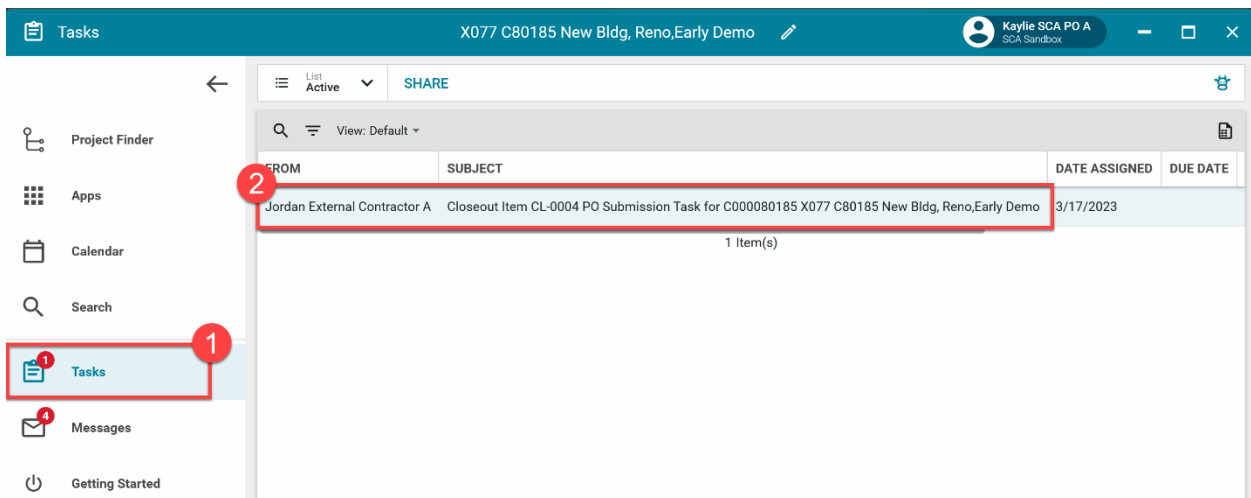 Tasks
X077 C80185 New Bldg, Reno,Early Demo
Kaylie SCA PO A
SCA Sandbox
List
Active
SHARE
Project Finder
View: Default
FROM
SUBJECT
DATE ASSIGNED
DUE DATE
Apps
2
Jordan External Contractor A
Closeout Item CL-0004 PO Submission Task for C000080185 X077 C80185 New Bldg, Reno,Early Demo
3/17/2023
1 Item(s)
Calendar
Search
1
1
Tasks
4
Messages
Getting Started